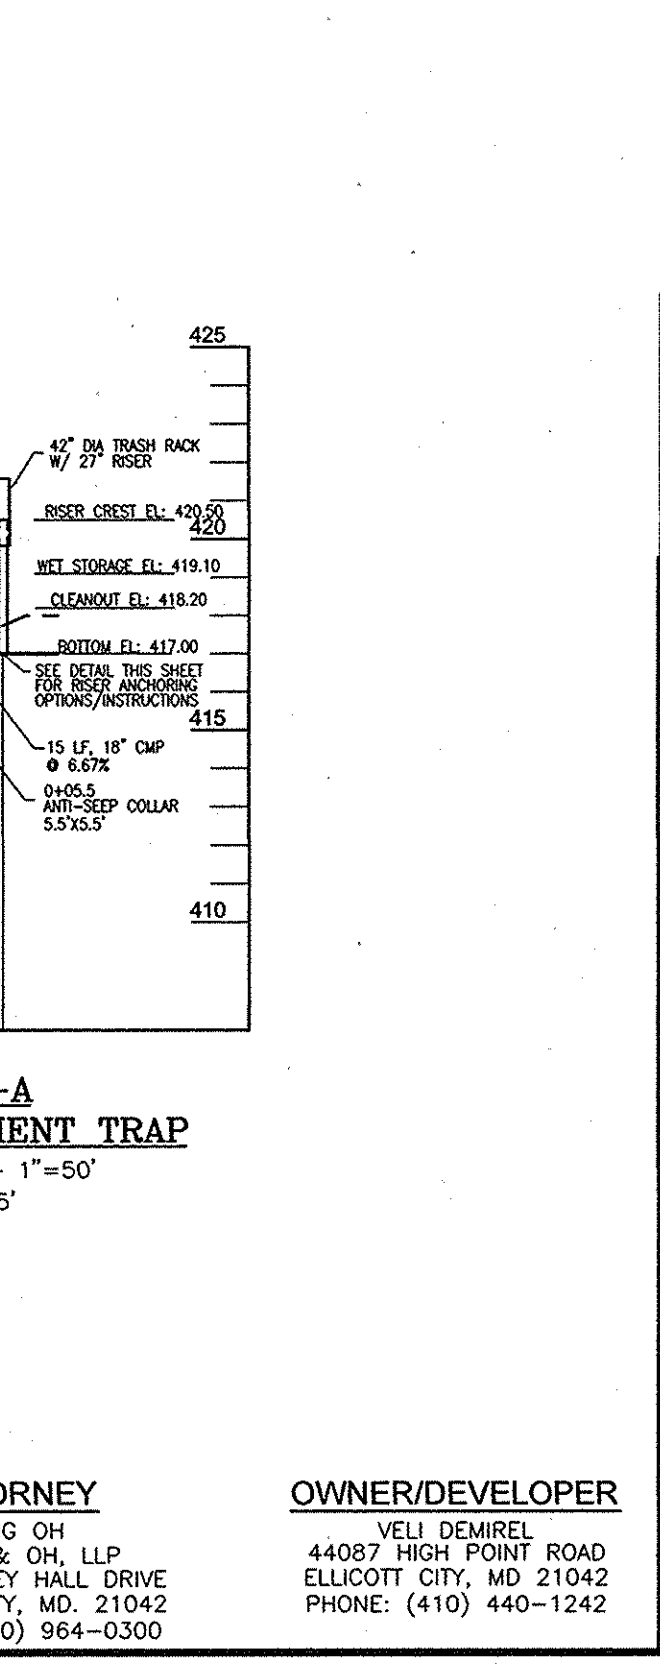 425
42" DIA TRASH RACK
W/ 27" RISER
RISER CREST EL: 420.50
420
WET STORAGE EL: 419.10
CLEANOUT EL: 418.20
BOTTOM EL: 417.00
SEE DETAIL THIS SHEET
FOR RISER ANCHORING
OPTIONS/INSTRUCTIONS
415
15 LF, 18" CMP
@ 6.67%
0+05.5
ANTI-SEEP COLLAR
5.5'X5.5'
410
-A
MENT TRAP
- 1"=50'
5'
ORNEY
G OH
& OH, LLP
EY HALL DRIVE
Y, MD. 21042
0) 964-0300
OWNER/DEVELOPER
VELI DEMIREL
44087 HIGH POINT ROAD
ELLICOTT CITY, MD 21042
PHONE: (410) 440-1242